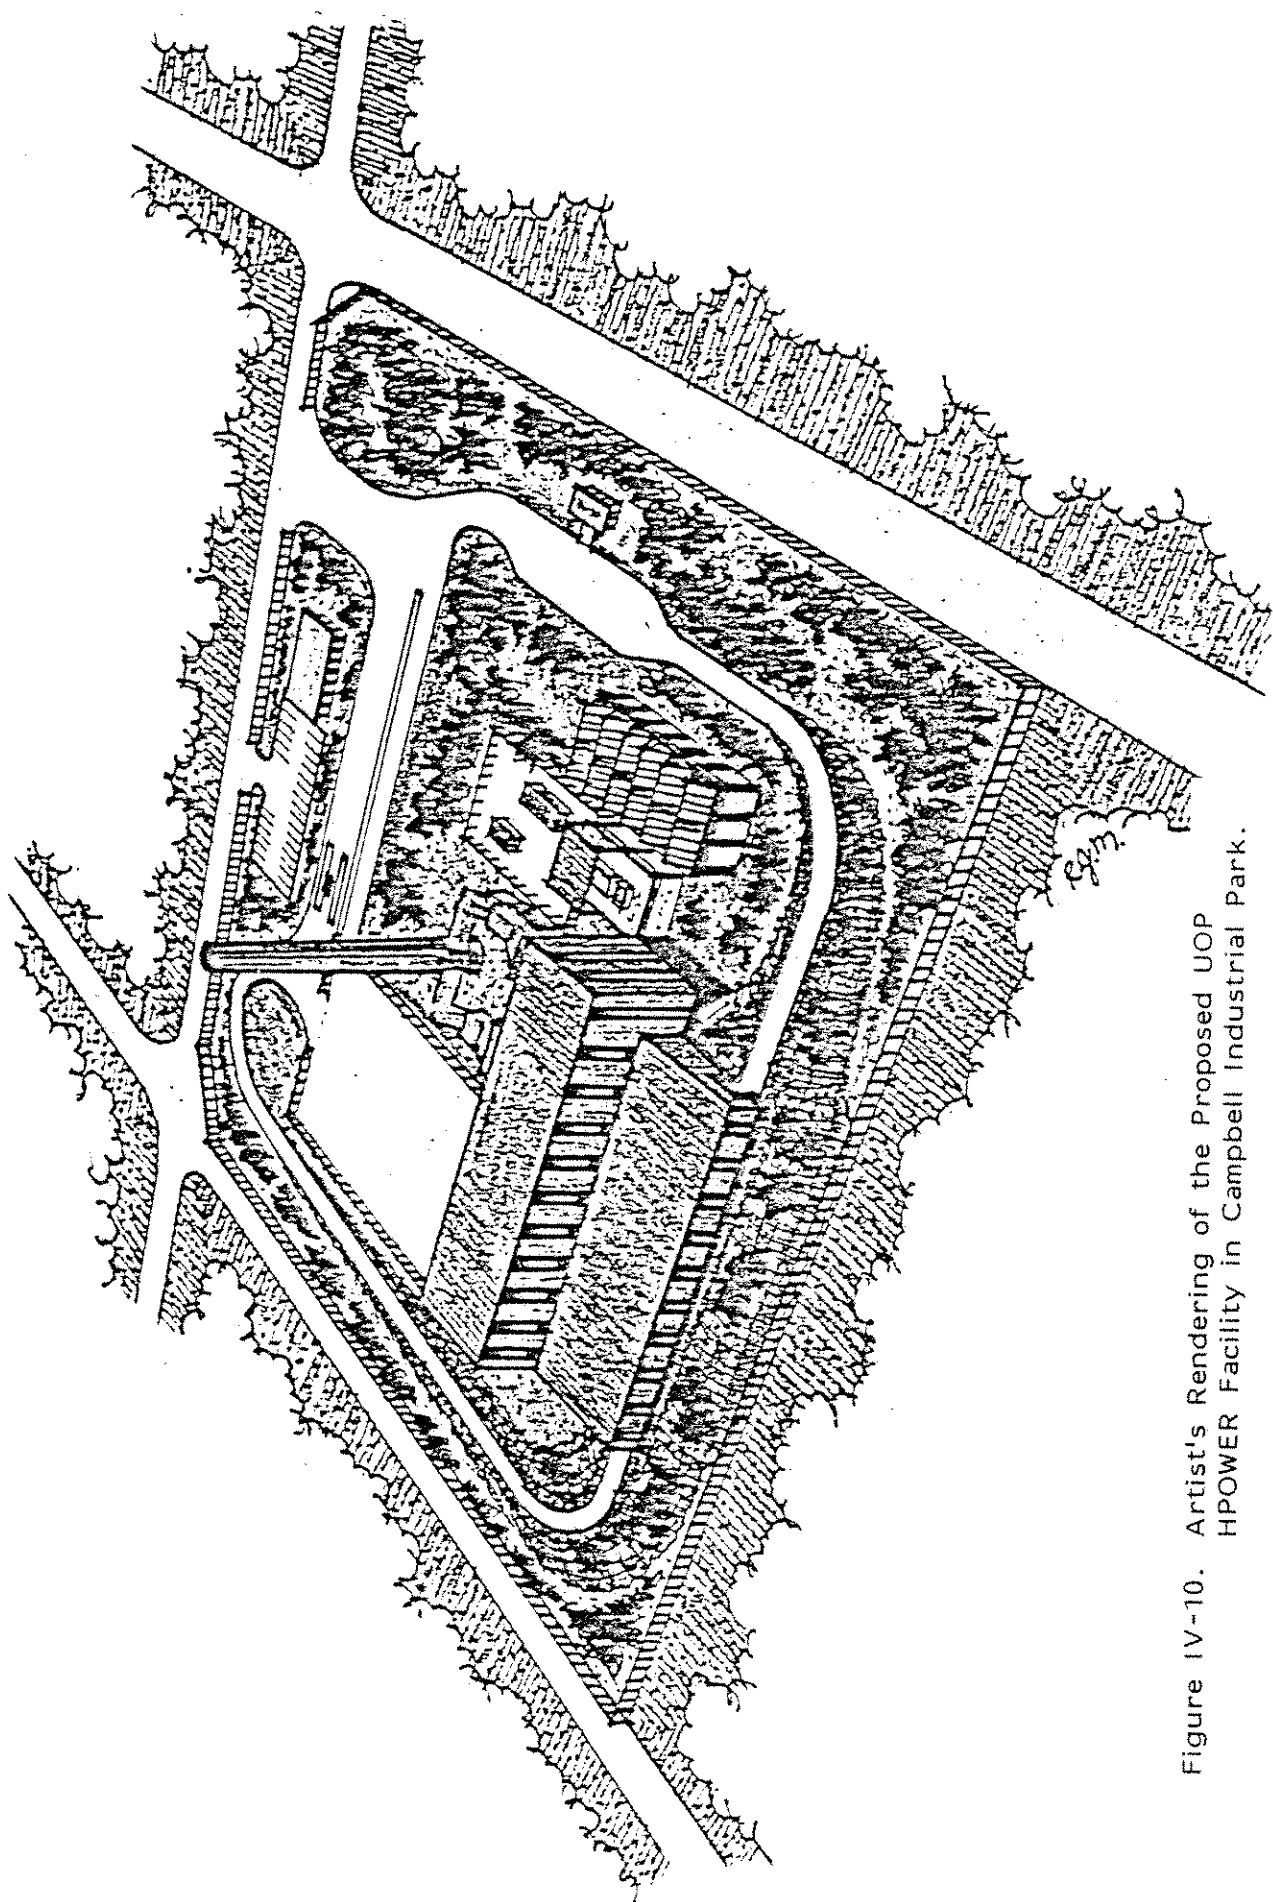 Figure IV-10. Artist's Rendering of the Proposed UOP
HPOWER Facility in Campbell Industrial Park.